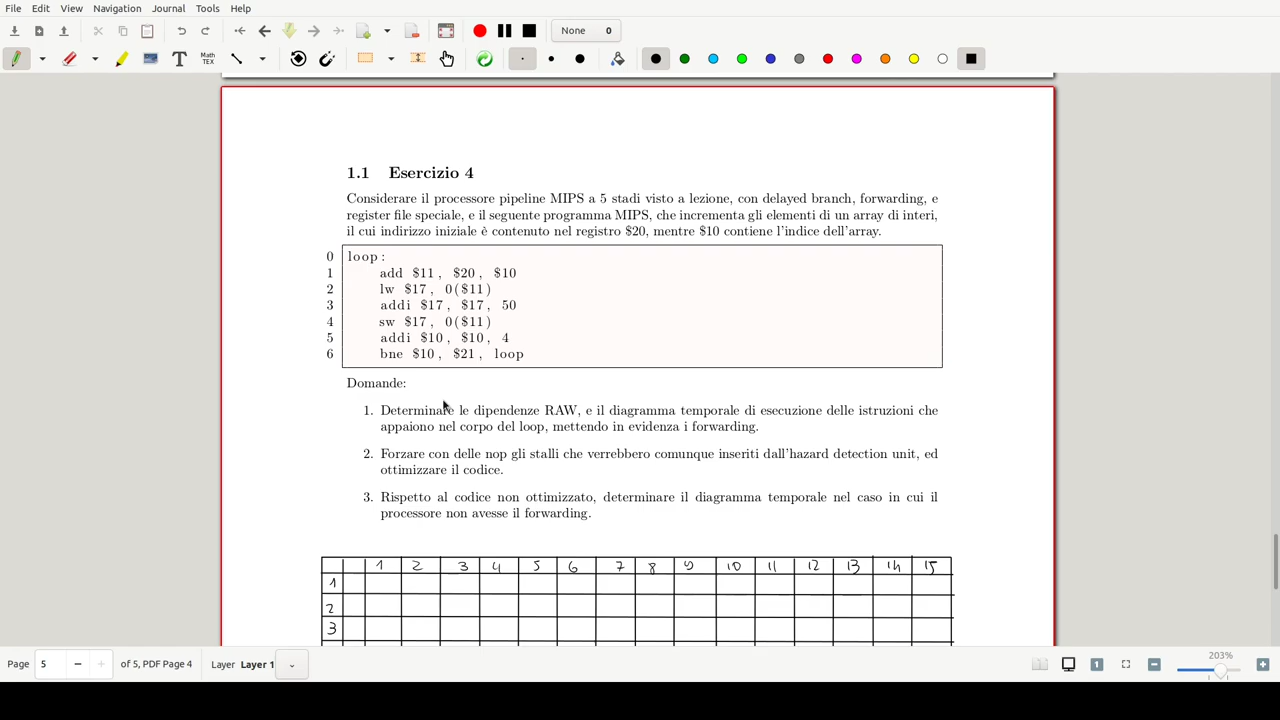 File Edit View Navigation Journal Tools Help
None 0
Math
TEX
1.1 Esercizio 4
Considerare il processore pipeline MIPS a 5 stadi visto a lezione, con delayed branch, forwarding, e
register file speciale, e il seguente programma MIPS, che incrementa gli elementi di un array di interi,
il cui indirizzo iniziale è contenuto nel registro $20, mentre $10 contiene l'indice dell'array.
0 loop:
1 add $11, $20, $10
2 lw $17, 0($11)
3 addi $17, $17, 50
4 sw $17, 0($11)
5 addi $10, $10, 4
6 bne $10, $21, loop
Domande:
1. Determinare le dipendenze RAW, e il diagramma temporale di esecuzione delle istruzioni che
appaiono nel corpo del loop, mettendo in evidenza i forwarding.
2. Forzare con delle nop gli stalli che verrebbero comunque inseriti dall'hazard detection unit, ed
ottimizzare il codice.
3. Rispetto al codice non ottimizzato, determinare il diagramma temporale nel caso in cui il
processore non avesse il forwarding.
1 2 3 4 5 6 7 8 9 10 11 12 13 14 15
1
2
3
Page 5 of 5, PDF Page 4 Layer Layer 1 1 203%